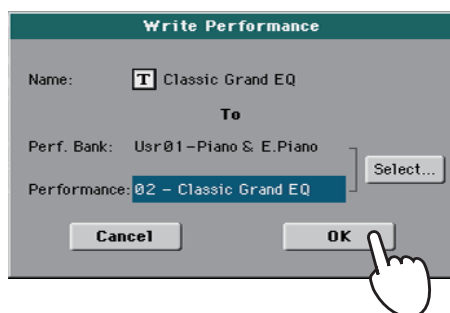 Write Performance
Name: T Classic Grand EQ
To
Perf. Bank: Usr01-Piano & E.Piano
Select...
Performance: 02 - Classic Grand EQ
Cancel OK